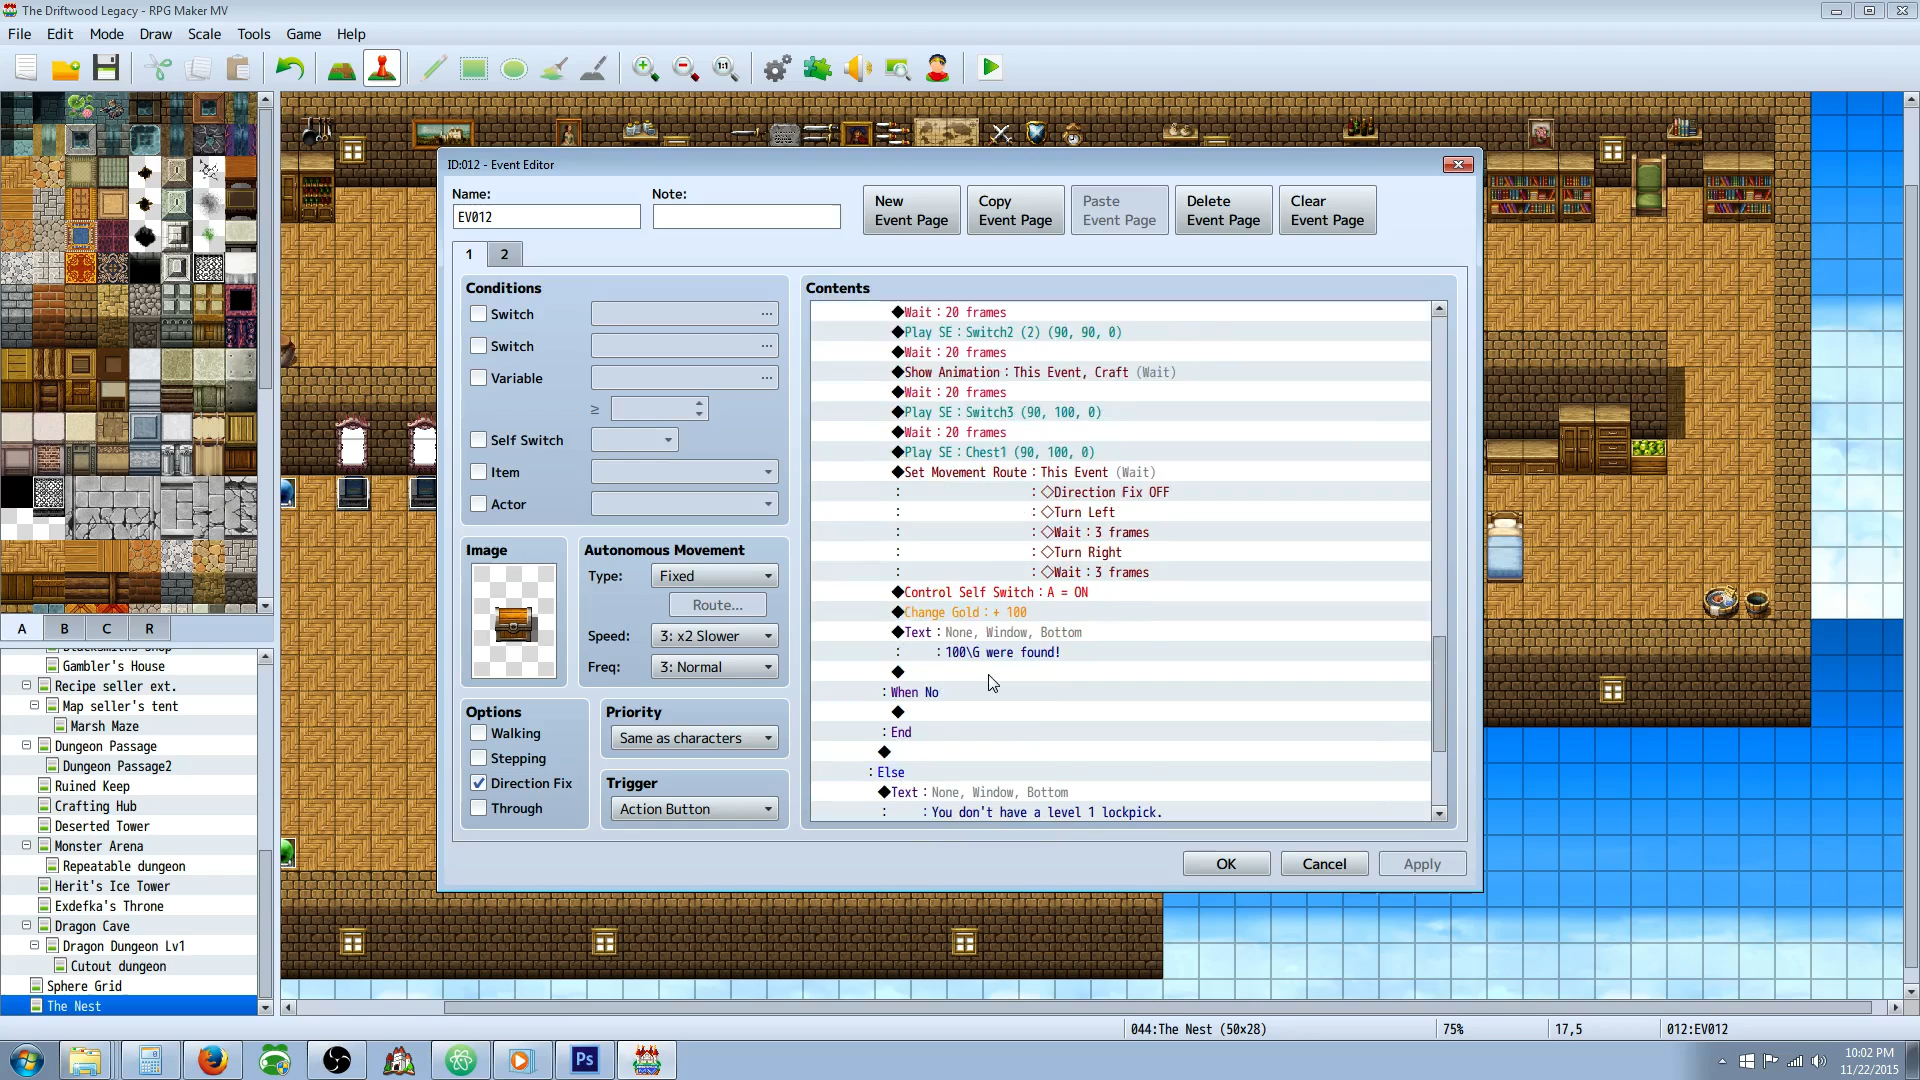 The Driftwood Legacy - RPG Maker MV
File Edit Mode Draw Scale Tools Game Help
1:1
ID:012 - Event Editor
Name:
Note:
EV012
New Event Page
Copy Event Page
Paste Event Page
Delete Event Page
Clear Event Page
1 2
Conditions
Switch ...
Switch ...
Variable ...
≥
Self Switch
Item
Actor
Image
Autonomous Movement
Type: Fixed
Route...
Speed: 3: x2 Slower
Freq: 3: Normal
Options
Walking
Stepping
Direction Fix
Through
Priority
Same as characters
Trigger
Action Button
Contents
◆Wait : 20 frames
◆Play SE : Switch2 (2) (90, 90, 0)
◆Wait : 20 frames
◆Show Animation : This Event, Craft (Wait)
◆Wait : 20 frames
◆Play SE : Switch3 (90, 100, 0)
◆Wait : 20 frames
◆Play SE : Chest1 (90, 100, 0)
◆Set Movement Route : This Event (Wait)
: : ◇Direction Fix OFF
: : ◇Turn Left
: : ◇Wait : 3 frames
: : ◇Turn Right
: : ◇Wait : 3 frames
◆Control Self Switch : A = ON
◆Change Gold : + 100
◆Text : None, Window, Bottom
: : 100\G were found!
◆
: When No
◆
: End
◆
: Else
◆Text : None, Window, Bottom
: : You don't have a level 1 lockpick.
OK Cancel Apply
A B C R
Gambler's House
Recipe seller ext.
Map seller's tent
Marsh Maze
Dungeon Passage
Dungeon Passage2
Ruined Keep
Crafting Hub
Deserted Tower
Monster Arena
Repeatable dungeon
Herit's Ice Tower
Exdefka's Throne
Dragon Cave
Dragon Dungeon Lv1
Cutout dungeon
Sphere Grid
The Nest
044:The Nest (50x28) 75% 17,5 012:EV012
Ps
10:02 PM
11/22/2015